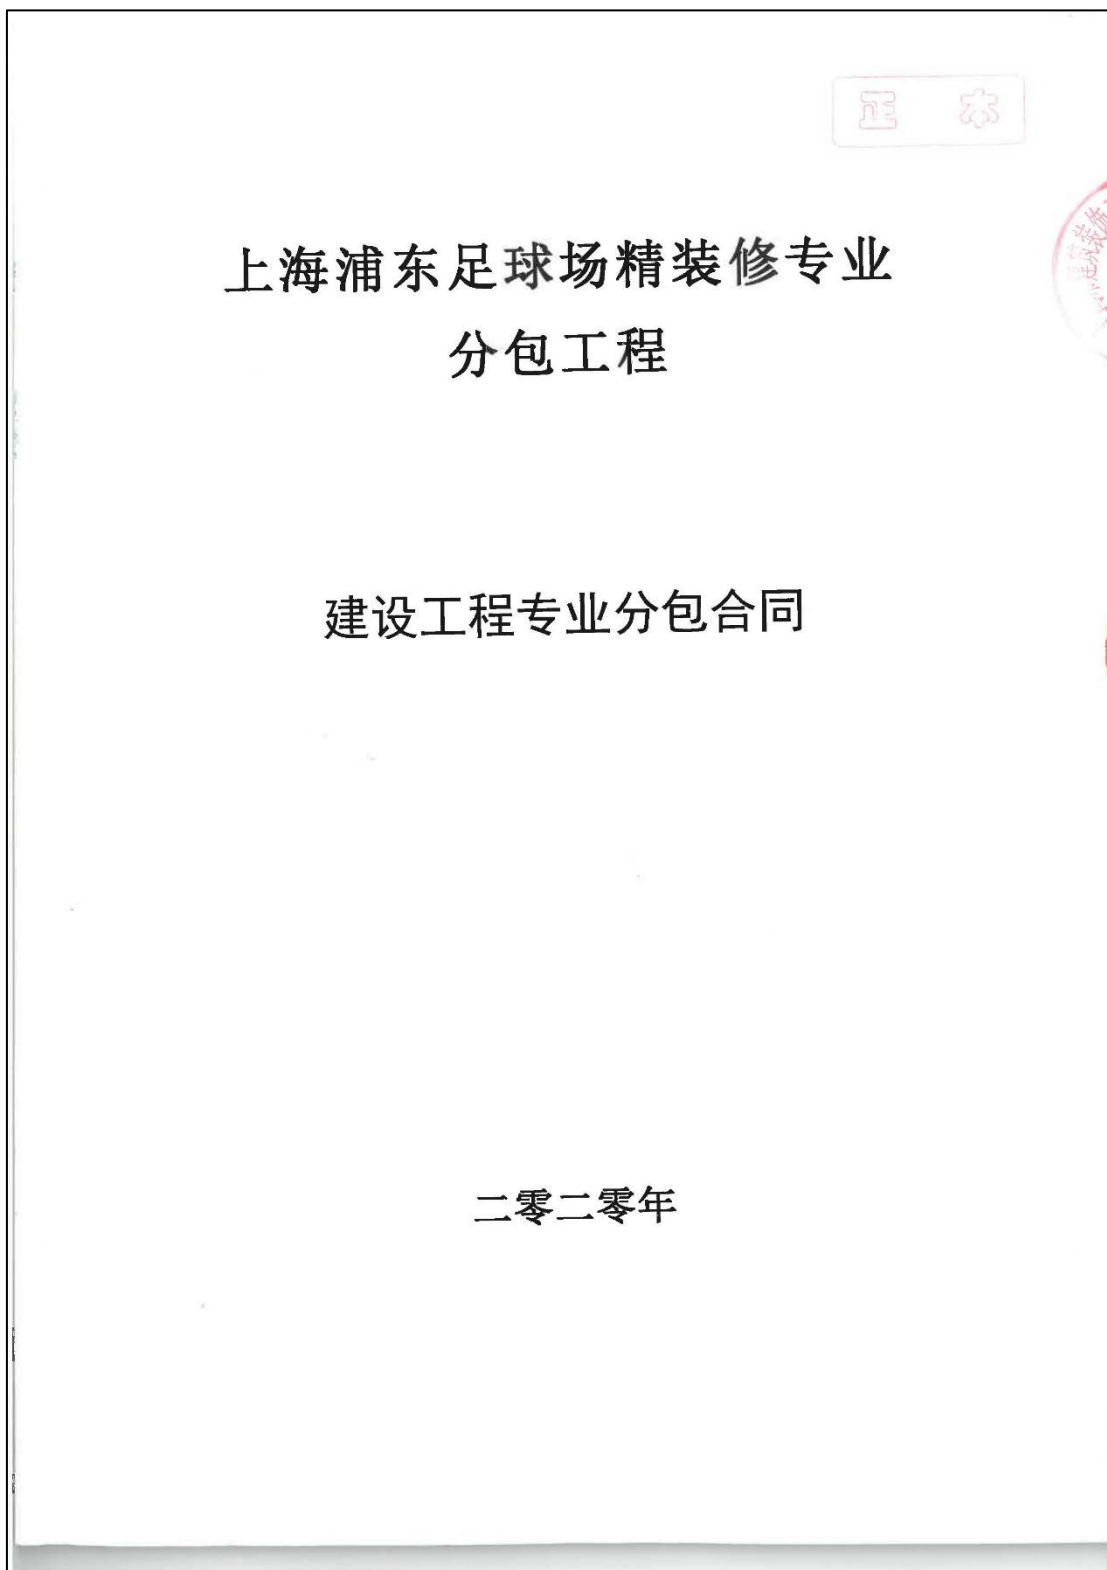 正 本
上海浦东足球场精装修专业
分包工程
建设工程专业分包合同
二零二零年